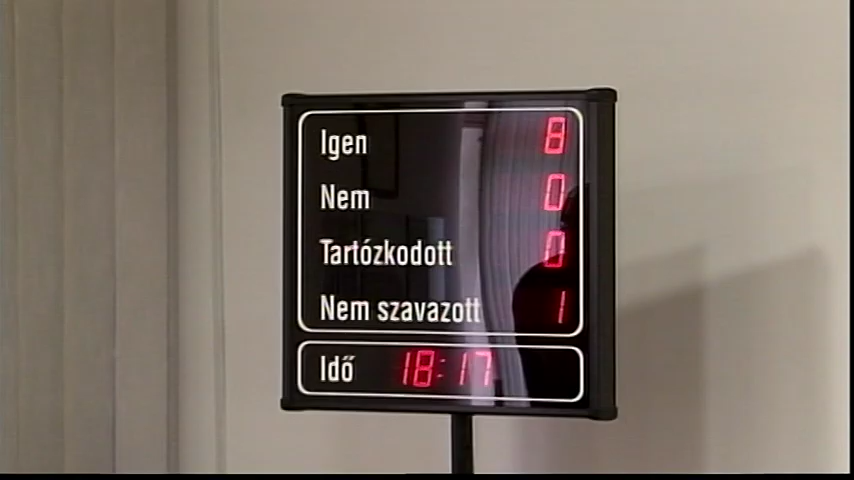 Igen 8
Nem 0
Tartózkodott 0
Nem szavazott 1
Idő 18:17